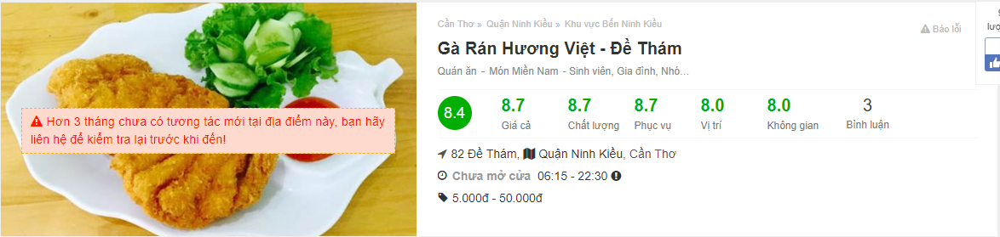 Hơn 3 tháng chưa có tương tác mới tại địa điểm này, bạn hãy
liên hệ để kiểm tra lại trước khi đến!
Cần Thơ » Quận Ninh Kiều » Khu vực Bến Ninh Kiều
Báo lỗi
Gà Rán Hương Việt - Đề Thám
Quán ăn - Món Miền Nam - Sinh viên, Gia đình, Nhó...
8.4
8.7 8.7 8.7 8.0 8.0 3
Giá cả Chất lượng Phục vụ Vị trí Không gian Bình luận
82 Đề Thám, Quận Ninh Kiều, Cần Thơ
Chưa mở cửa 06:15 - 22:30
5.000đ - 50.000đ